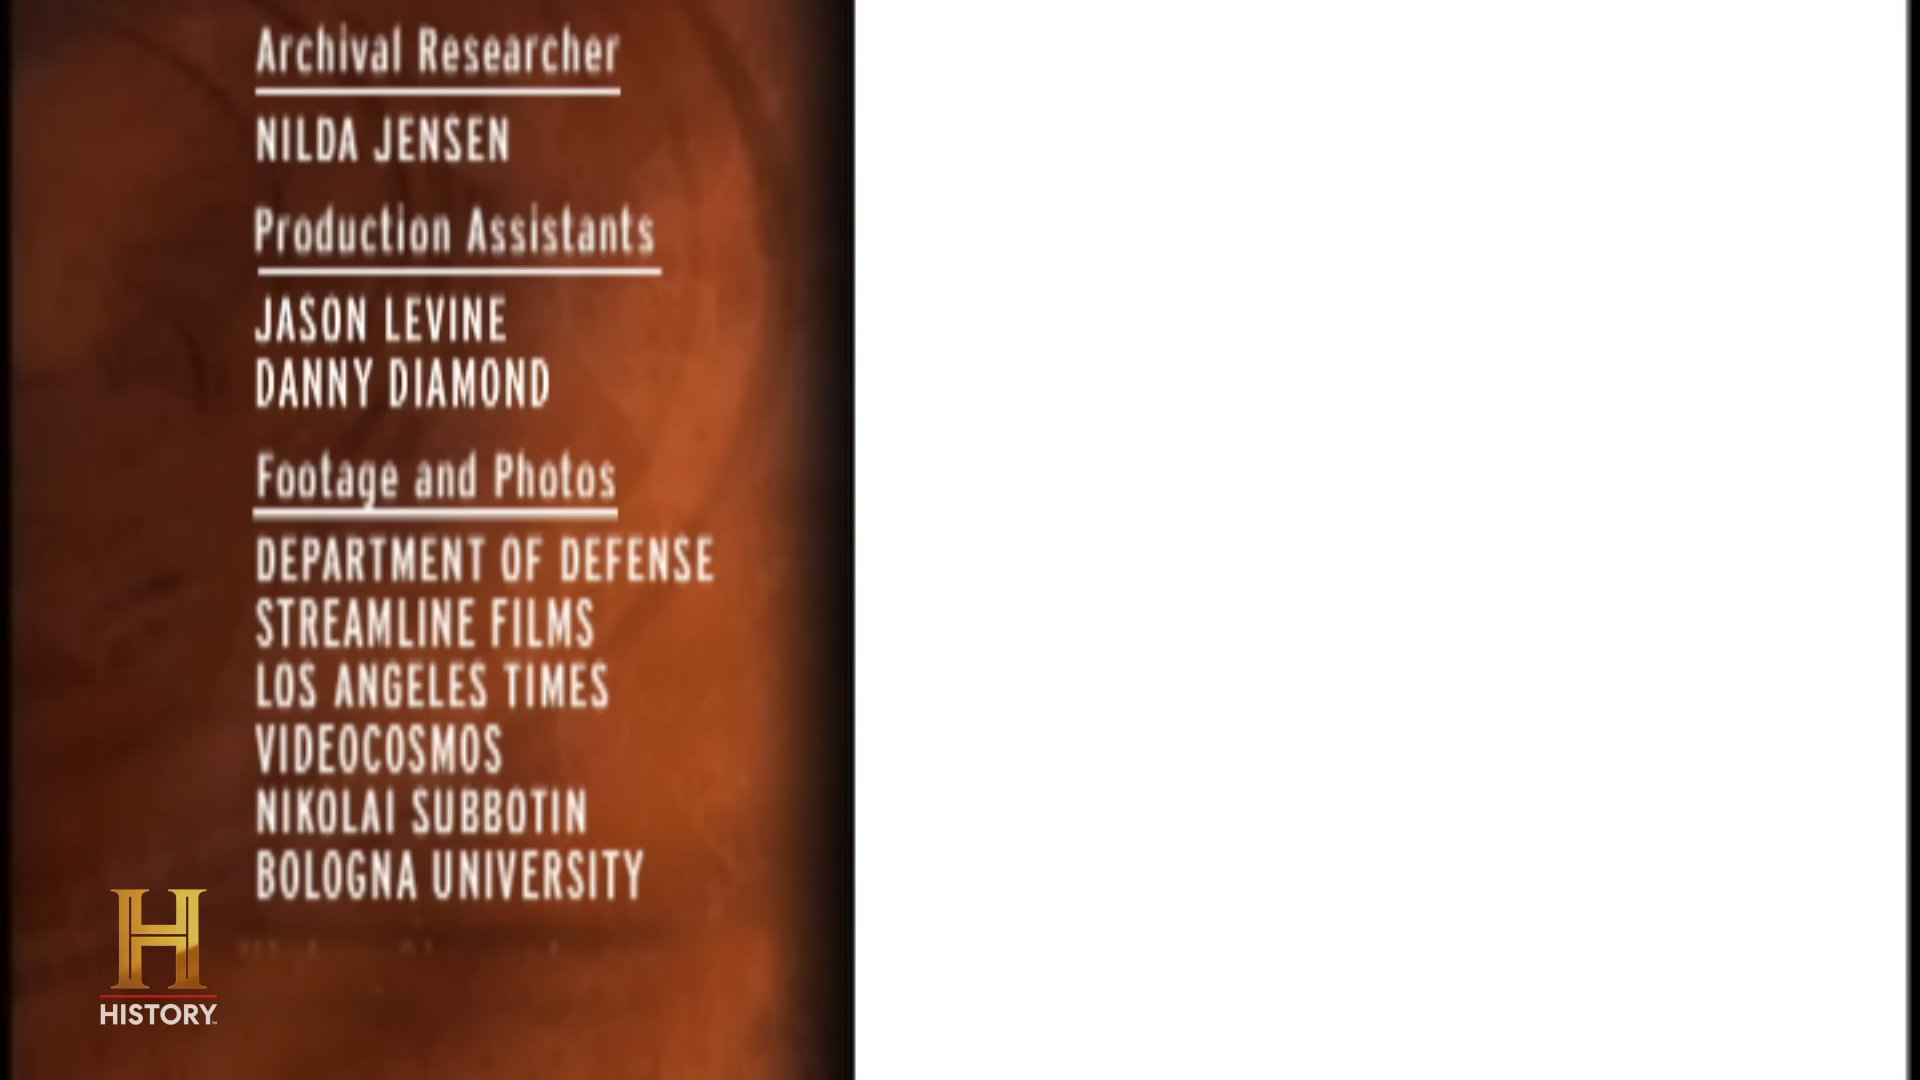 Archival Researcher
NILDA JENSEN
Production Assistants
JASON LEVINE
DANNY DIAMOND
Footage and Photos
DEPARTMENT OF DEFENSE
STREAMLINE FILMS
LOS ANGELES TIMES
VIDEOCOSMOS
NIKOLAI SUBBOTIN
BOLOGNA UNIVERSITY
H
HISTORY